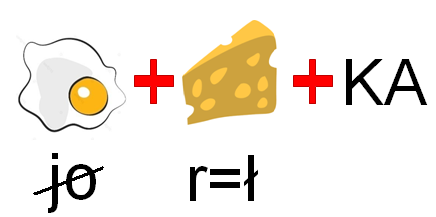 + + KA
jo r=ł